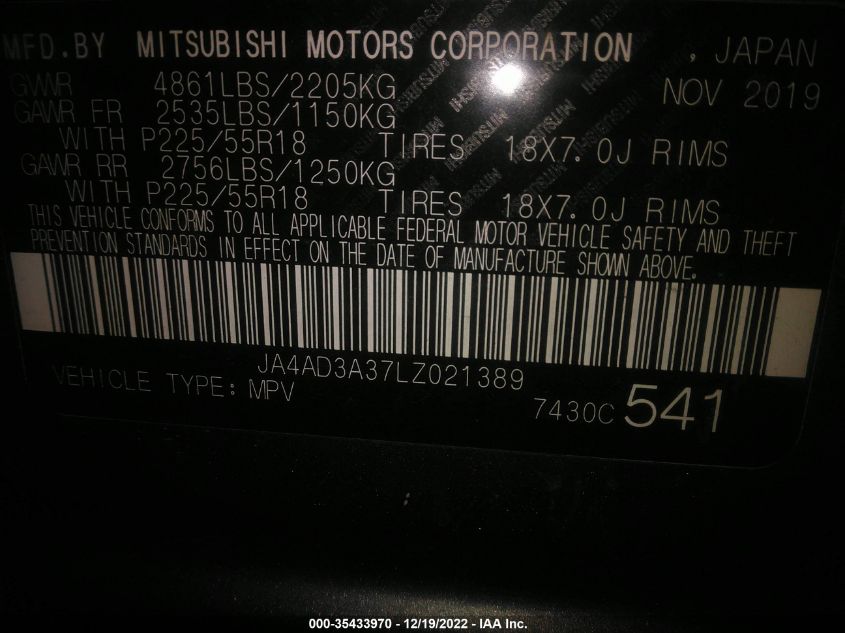 MFD.BY MITSUBISHI MOTORS CORPORATION , JAPAN
GVWR 4861LBS/2205KG NOV 2019
GAWR FR 2535LBS/1150KG
WITH P225/55R18 TIRES 18X7.0J RIMS
GAWR RR 2756LBS/1250KG
WITH P225/55R18 TIRES 18X7.0J RIMS
THIS VEHICLE CONFORMS TO ALL APPLICABLE FEDERAL MOTOR VEHICLE SAFETY AND THEFT
PREVENTION STANDARDS IN EFFECT ON THE DATE OF MANUFACTURE SHOWN ABOVE.
JA4AD3A37LZ021389
VEHICLE TYPE: MPV
7430C 541
000-35433970 - 12/19/2022 - IAA Inc.